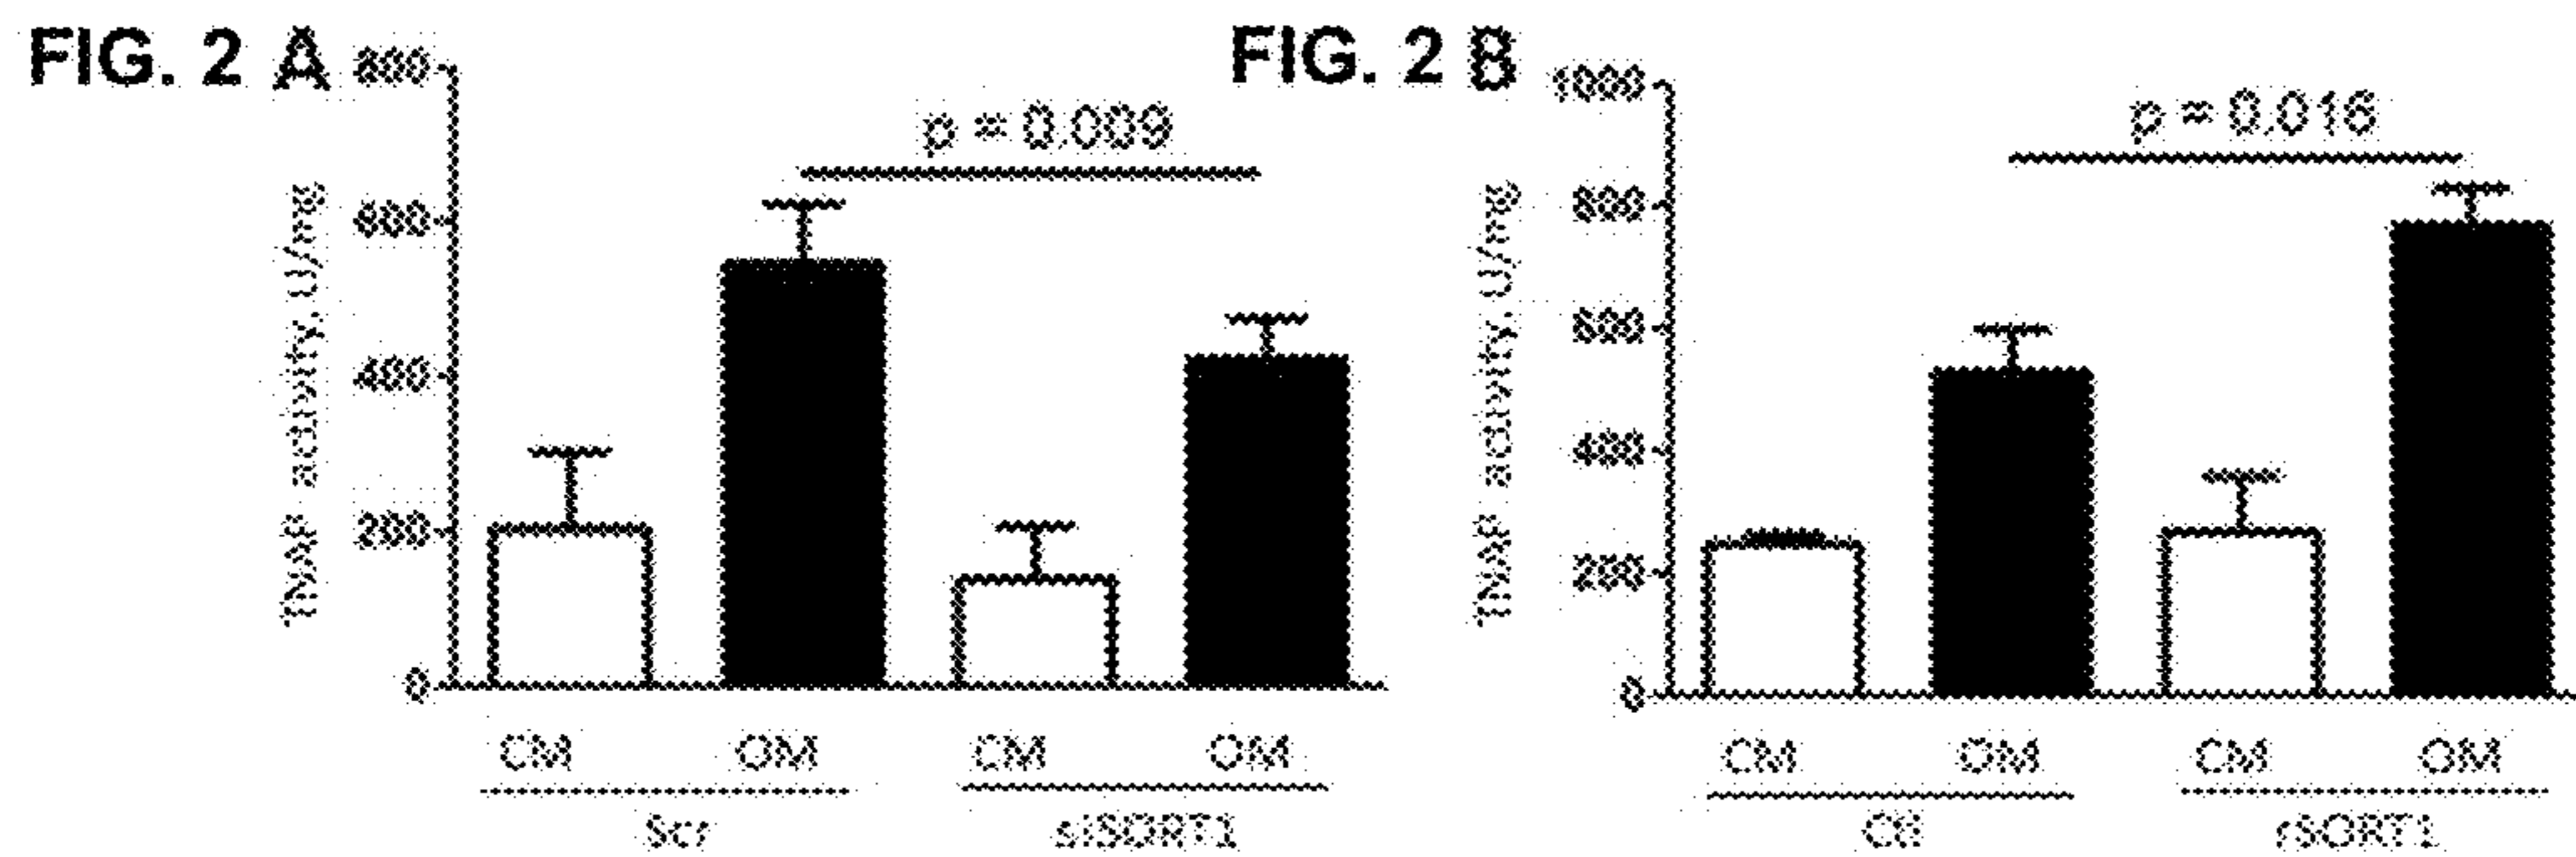 FIG. 2 A
800
600
400
200
0
TNAP activity, U/mg
p = 0.009
CM OM CM OM
Scr siSORT1
FIG. 2 B
1000
800
600
400
200
0
TNAP activity, U/mg
p = 0.016
CM OM CM OM
rSORT1